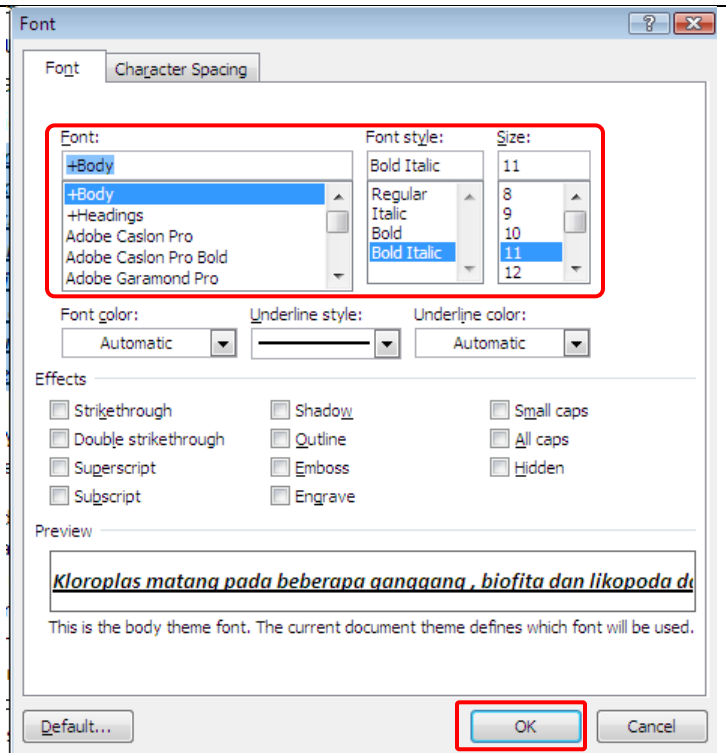 Font
Font Character Spacing
Font: Font style: Size:
+Body Bold Italic 11
+Body Regular 8
+Headings Italic 9
Adobe Caslon Pro Bold 10
Adobe Caslon Pro Bold Bold Italic 11
Adobe Garamond Pro 12
Font color: Underline style: Underline color:
Automatic Automatic
Effects
Strikethrough Shadow Small caps
Double strikethrough Outline All caps
Superscript Emboss Hidden
Subscript Engrave
Preview
Kloroplas matang pada beberapa ganggang , biofita dan likopoda
This is the body theme font. The current document theme defines which font will be used.
Default... OK Cancel